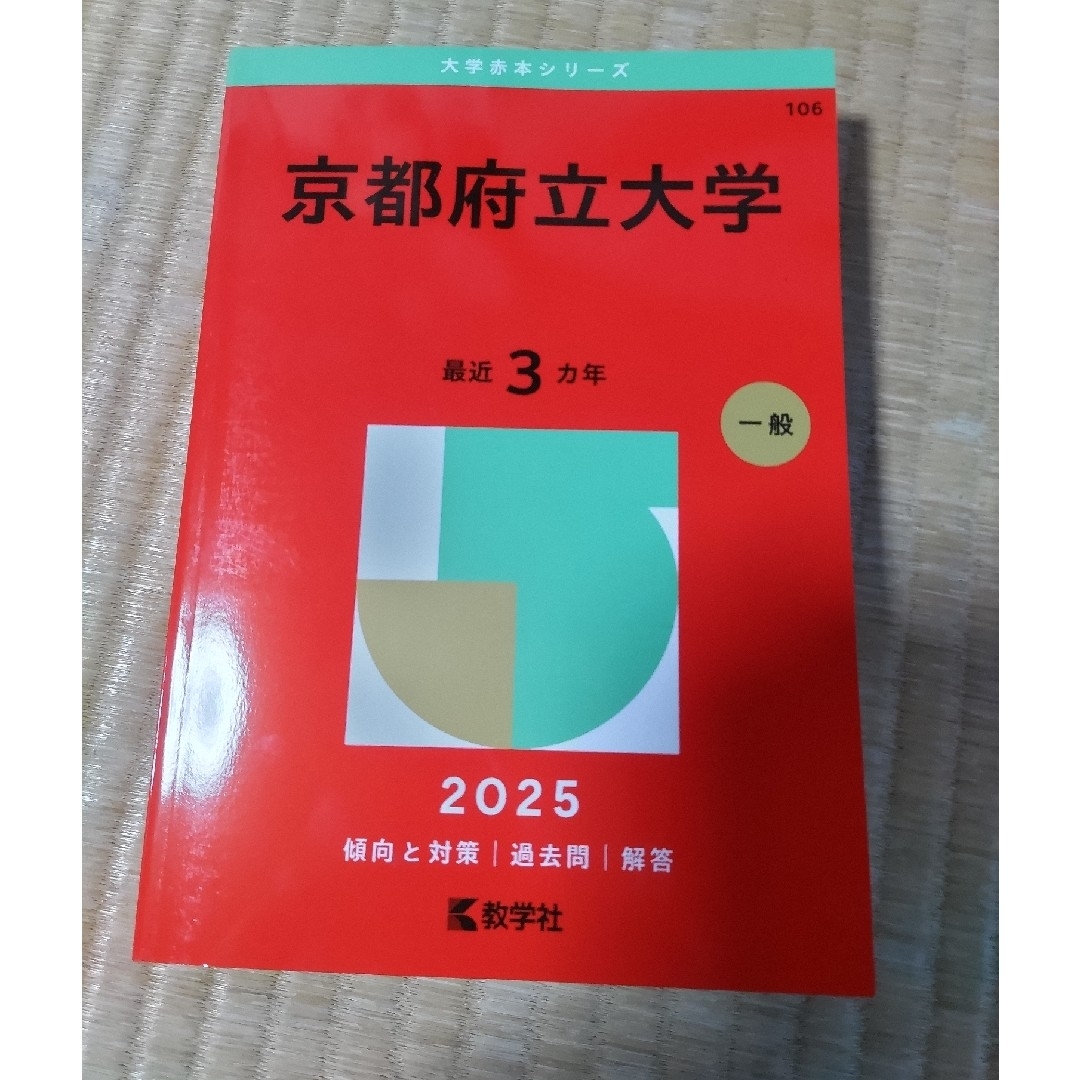 大学赤本シリーズ
106
京都府立大学
最近3カ年
一般
2025
傾向と対策|過去問|解答
教学社